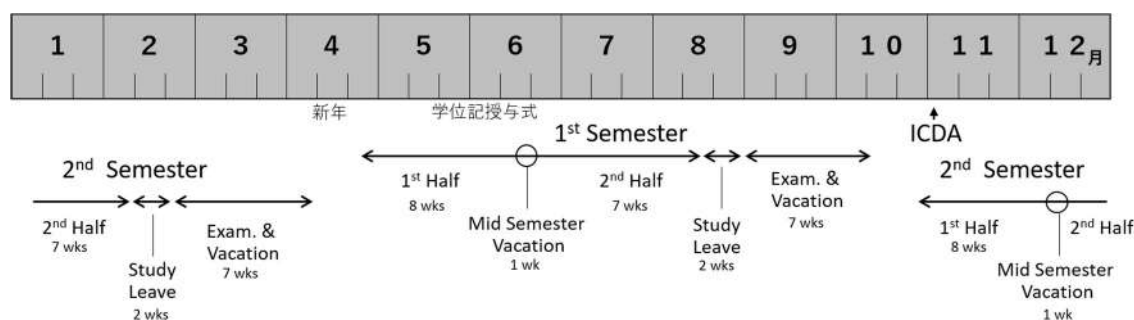 1 2 3 4 5 6 7 8 9 10 11 12月
新年 学位記授与式
ICDA
2nd Semester
2nd Half
7 wks
Study
Leave
2 wks
Exam. &
Vacation
7 wks
1st Semester
1st Half
8 wks
Mid Semester
Vacation
1 wk
2nd Half
7 wks
Study
Leave
2 wks
Exam. &
Vacation
7 wks
2nd Semester
1st Half
8 wks
Mid Semester
Vacation
1 wk
2nd Half